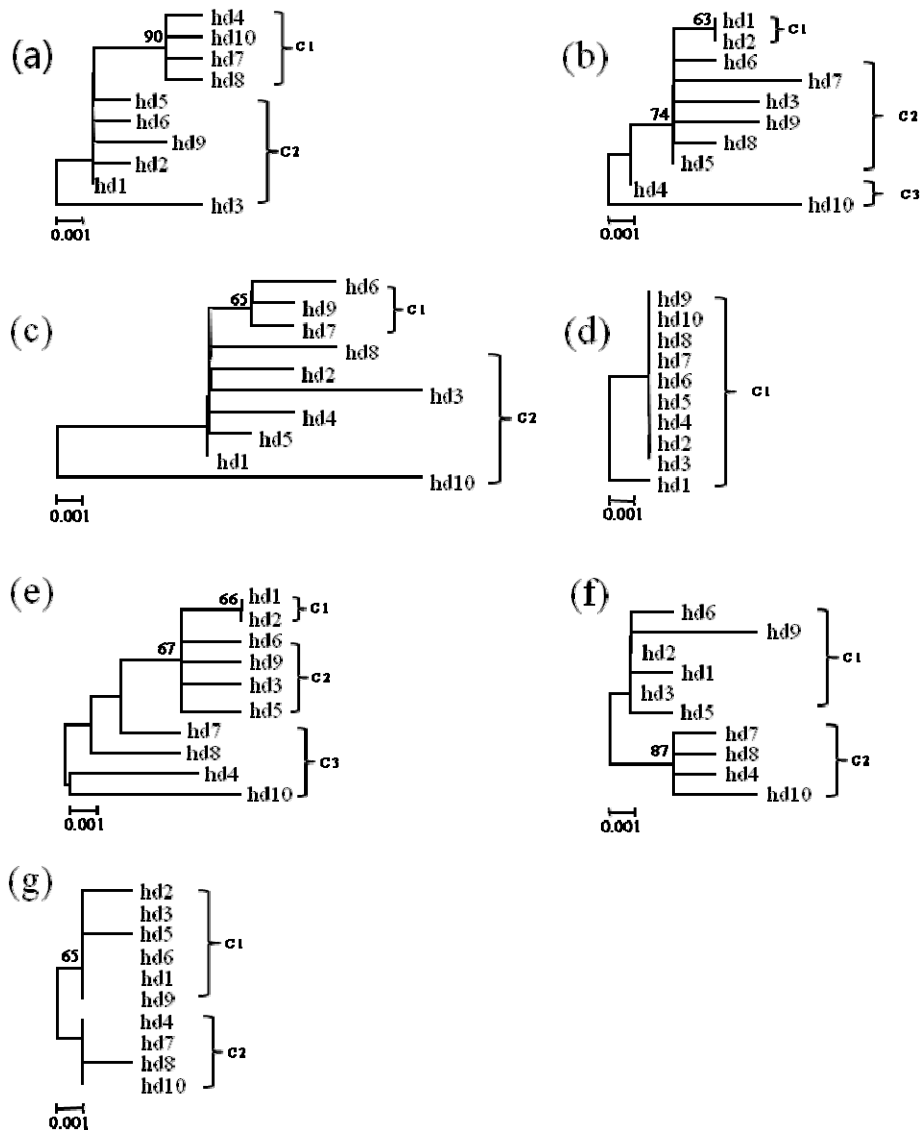 (a)
90
hd4
hd10
hd7
hd8
C1
hd5
hd6
hd9
hd2
hd1
hd3
C2
0.001
(b)
63
hd1
hd2
C1
hd6
hd7
74
hd3
hd9
hd8
hd5
C2
hd4
hd10
C3
0.001
(c)
65
hd6
hd9
hd7
C1
hd8
hd2
hd3
hd4
hd5
hd1
hd10
C2
0.001
(d)
hd9
hd10
hd8
hd7
hd6
hd5
hd4
hd2
hd3
hd1
C1
0.001
(e)
66
hd1
hd2
C1
67
hd6
hd9
hd3
hd5
C2
hd7
hd8
hd4
hd10
C3
0.001
(f)
hd6
hd9
hd2
hd1
hd3
hd5
C1
87
hd7
hd8
hd4
hd10
C2
0.001
(g)
65
hd2
hd3
hd5
hd6
hd1
hd9
C1
hd4
hd7
hd8
hd10
C2
0.001